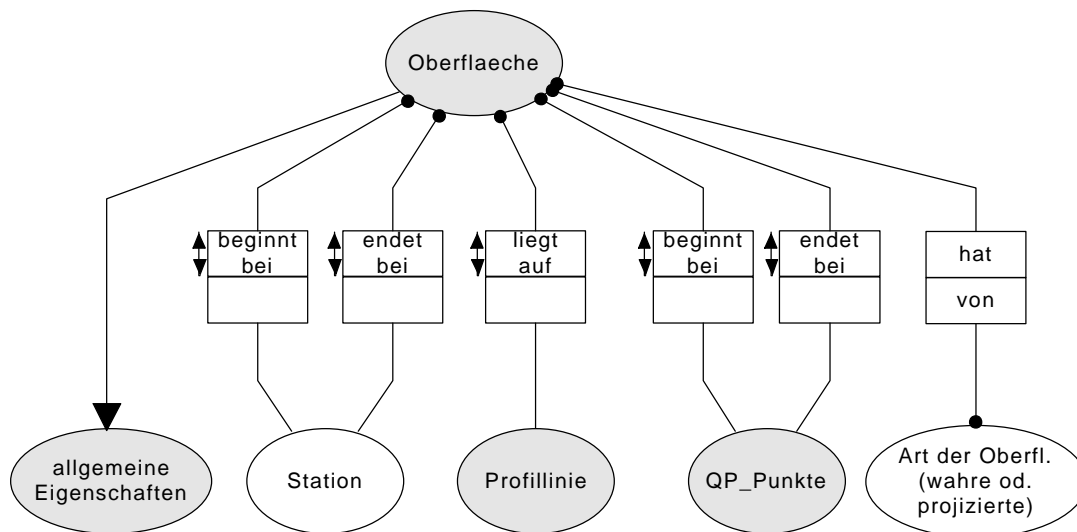 Oberflaeche
beginnt
bei
endet
bei
liegt
auf
beginnt
bei
endet
bei
hat
von
allgemeine
Eigenschaften
Station
Profillinie
QP_Punkte
Art der Oberfl.
(wahre od.
projizierte)